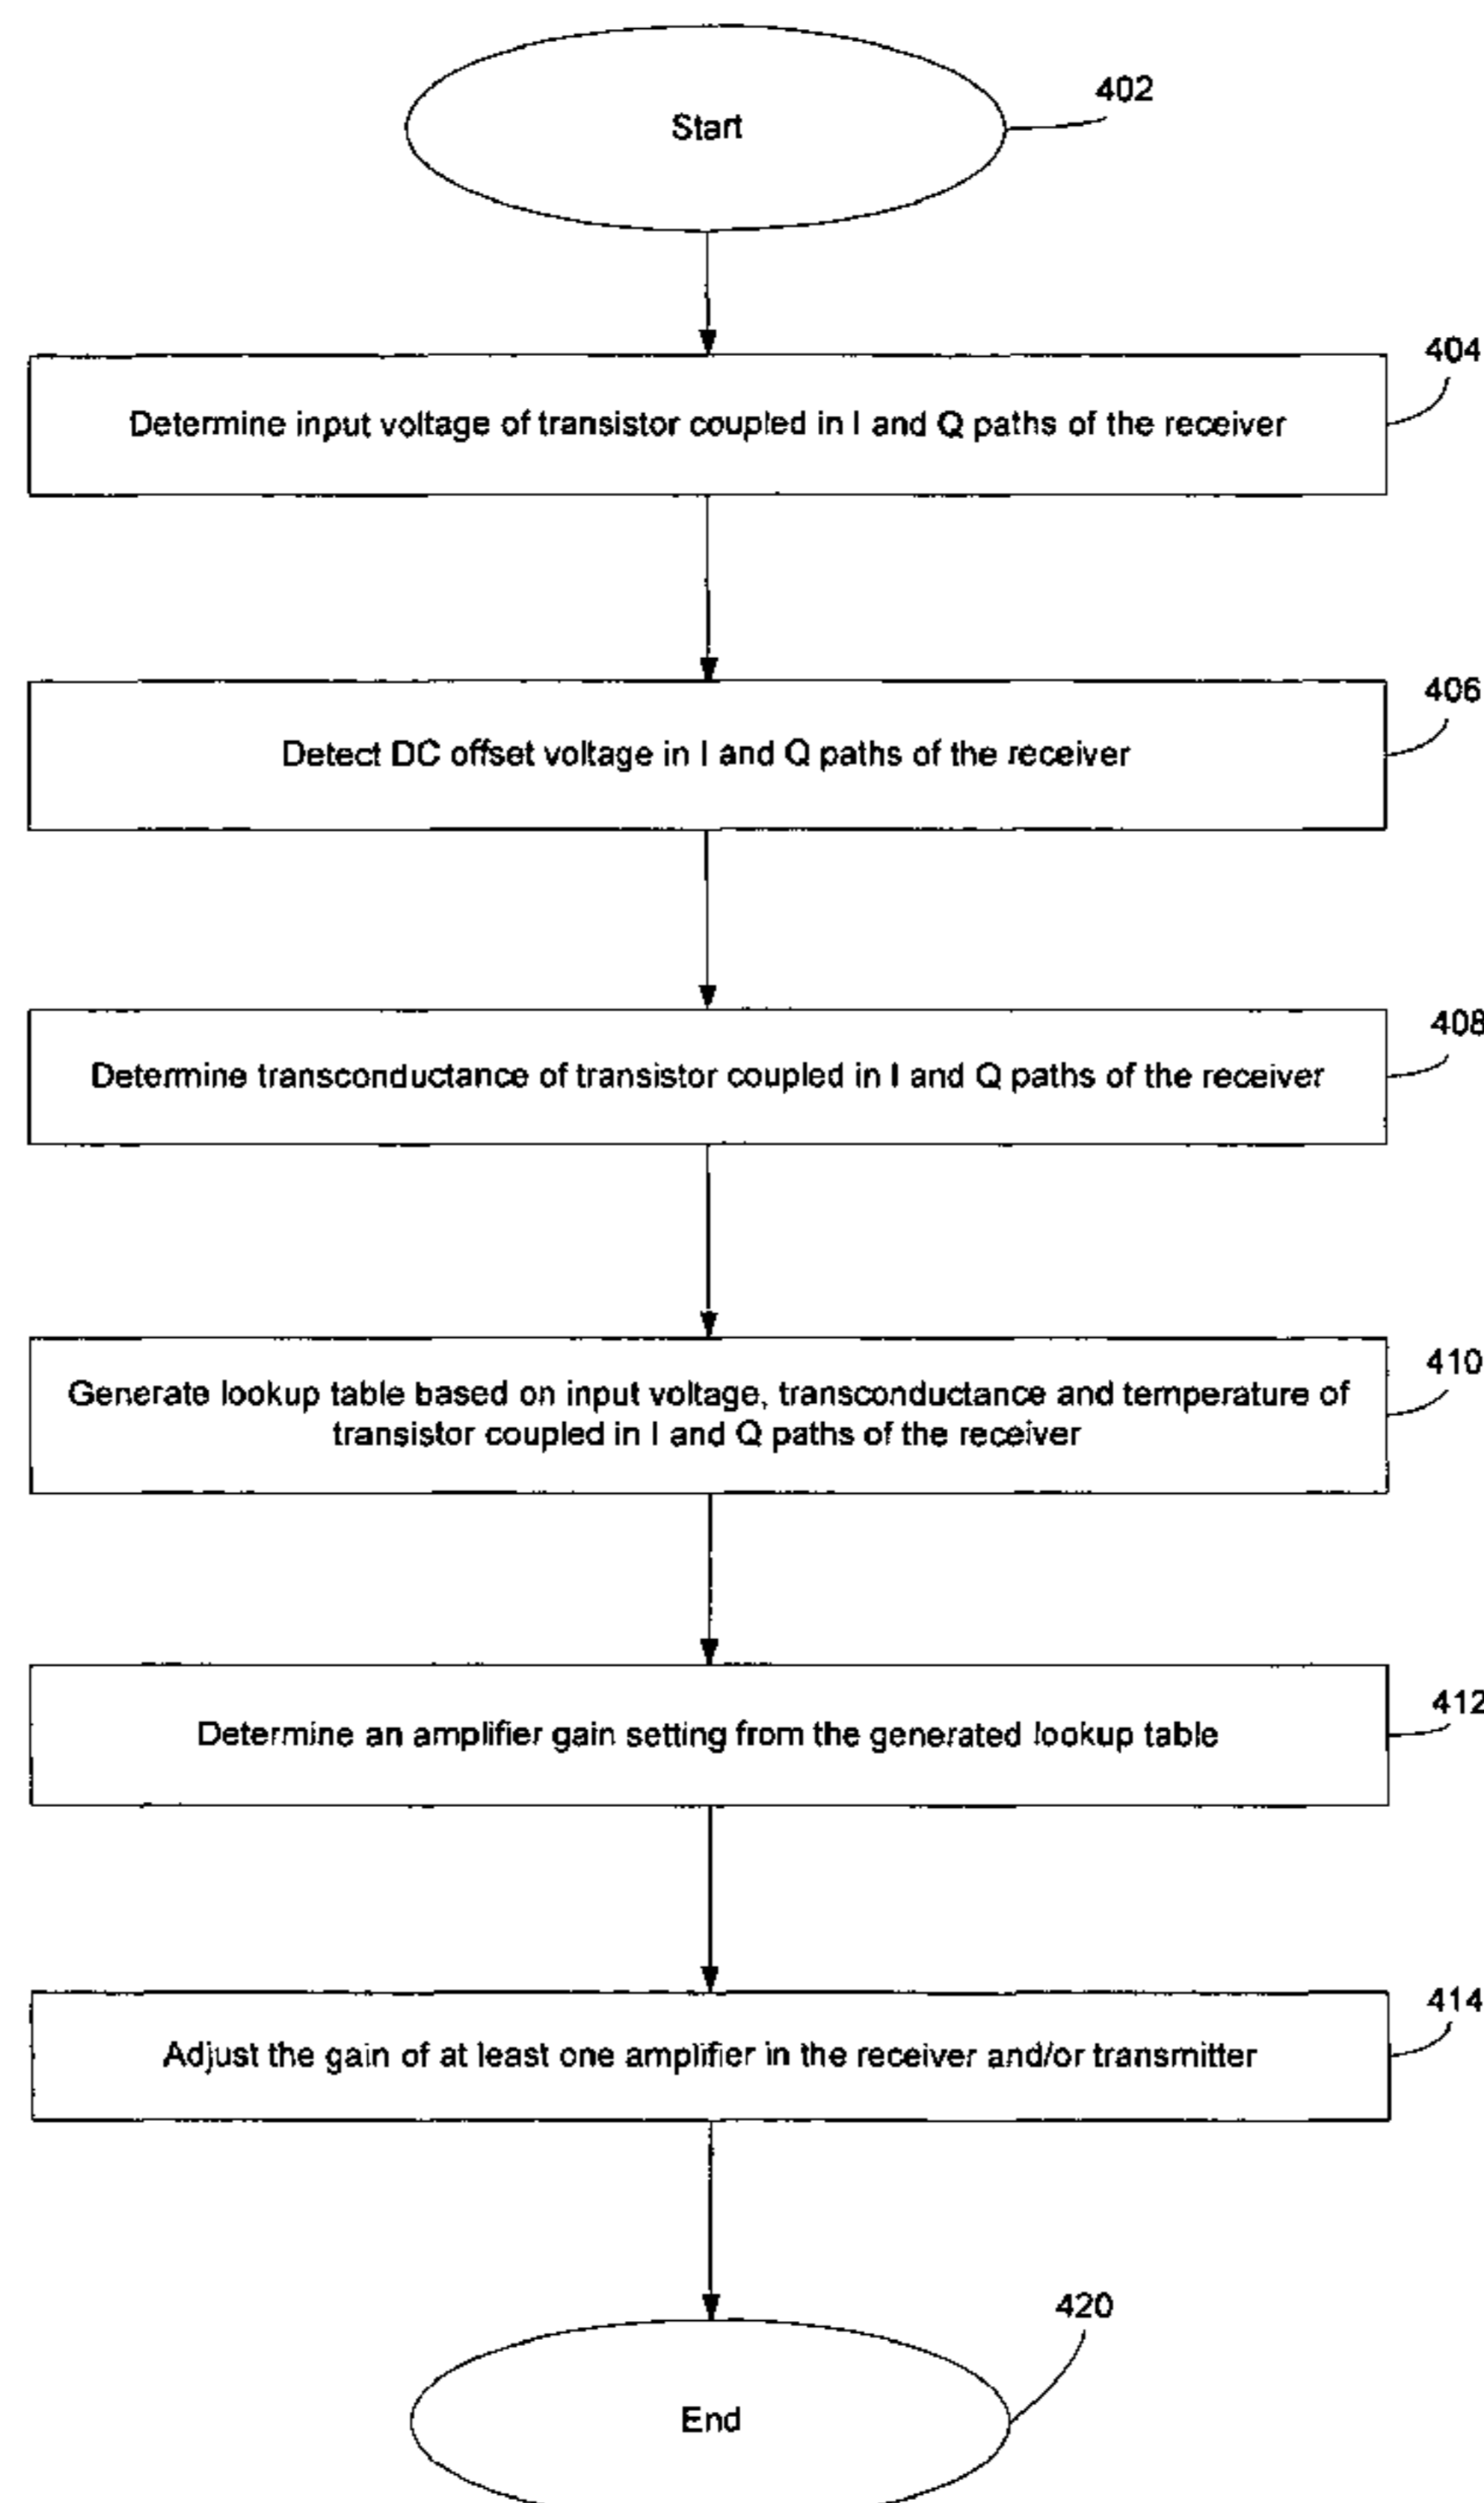 Start
402
Determine input voltage of transistor coupled in I and Q paths of the receiver
404
Detect DC offset voltage in I and Q paths of the receiver
406
Determine transconductance of transistor coupled in I and Q paths of the receiver
408
Generate lookup table based on input voltage, transconductance and temperature of
transistor coupled in I and Q paths of the receiver
410
Determine an amplifier gain setting from the generated lookup table
412
Adjust the gain of at least one amplifier in the receiver and/or transmitter
414
End
420